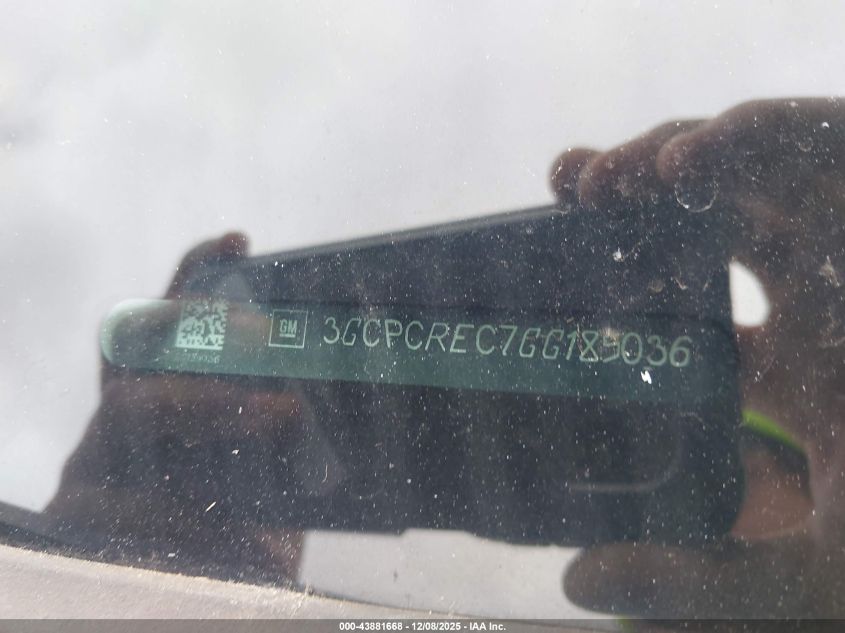 GM 3GCPCREC7GG185036
000-43881668 - 12/08/2025 - IAA Inc.